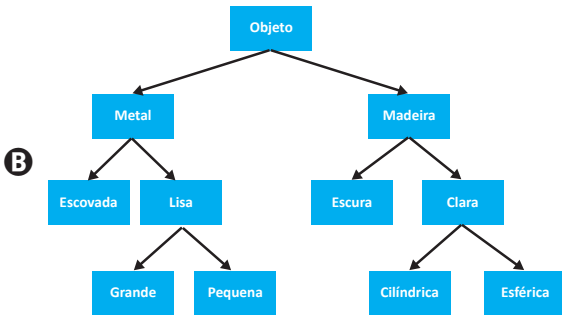 Objeto
Metal
Madeira
B
Escovada
Lisa
Escura
Clara
Grande
Pequena
Cilíndrica
Esférica